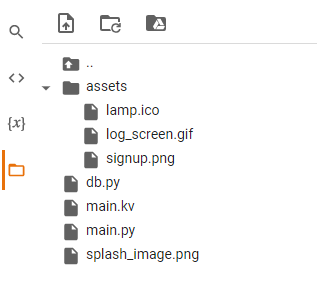 {x}
..
assets
lamp.ico
log_screen.gif
signup.png
db.py
main.kv
main.py
splash_image.png